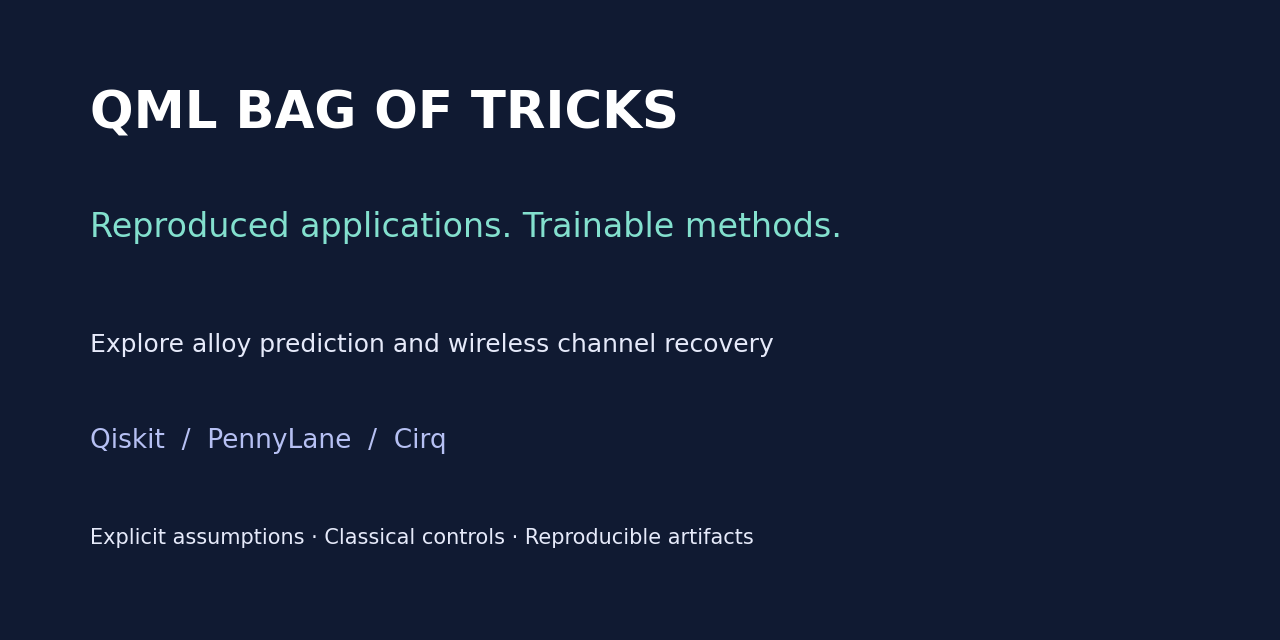 QML BAG OF TRICKS
Reproduced applications. Trainable methods.
Explore alloy prediction and wireless channel recovery
Qiskit / PennyLane / Cirq
Explicit assumptions · Classical controls · Reproducible artifacts